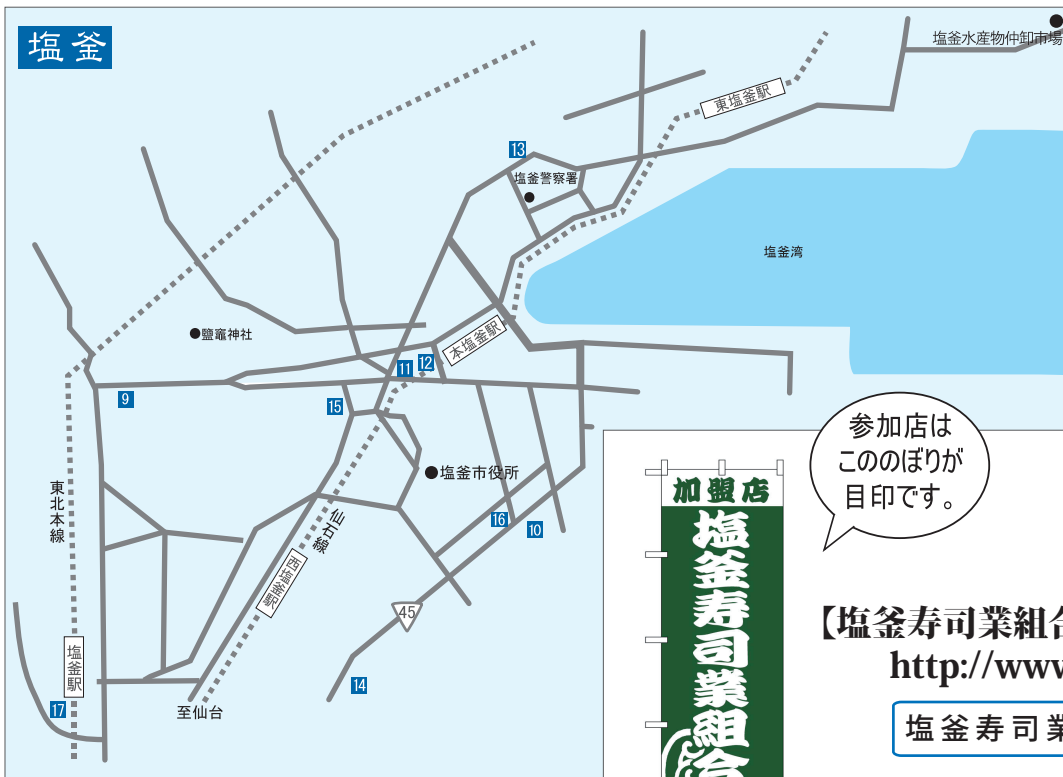 塩釜
塩釜水産物仲卸市場
東塩釜駅
13
塩釜警察署
塩釜湾
鹽竈神社
本塩釜駅
11
12
9
15
塩釜市役所
東北本線
仙石線
16
10
西塩釜駅
45
塩釜駅
14
17
至仙台
参加店は
こののぼりが
目印です。
加盟店
塩釜寿司業組合
【塩釜寿司業組合
http://www
塩釜寿司業